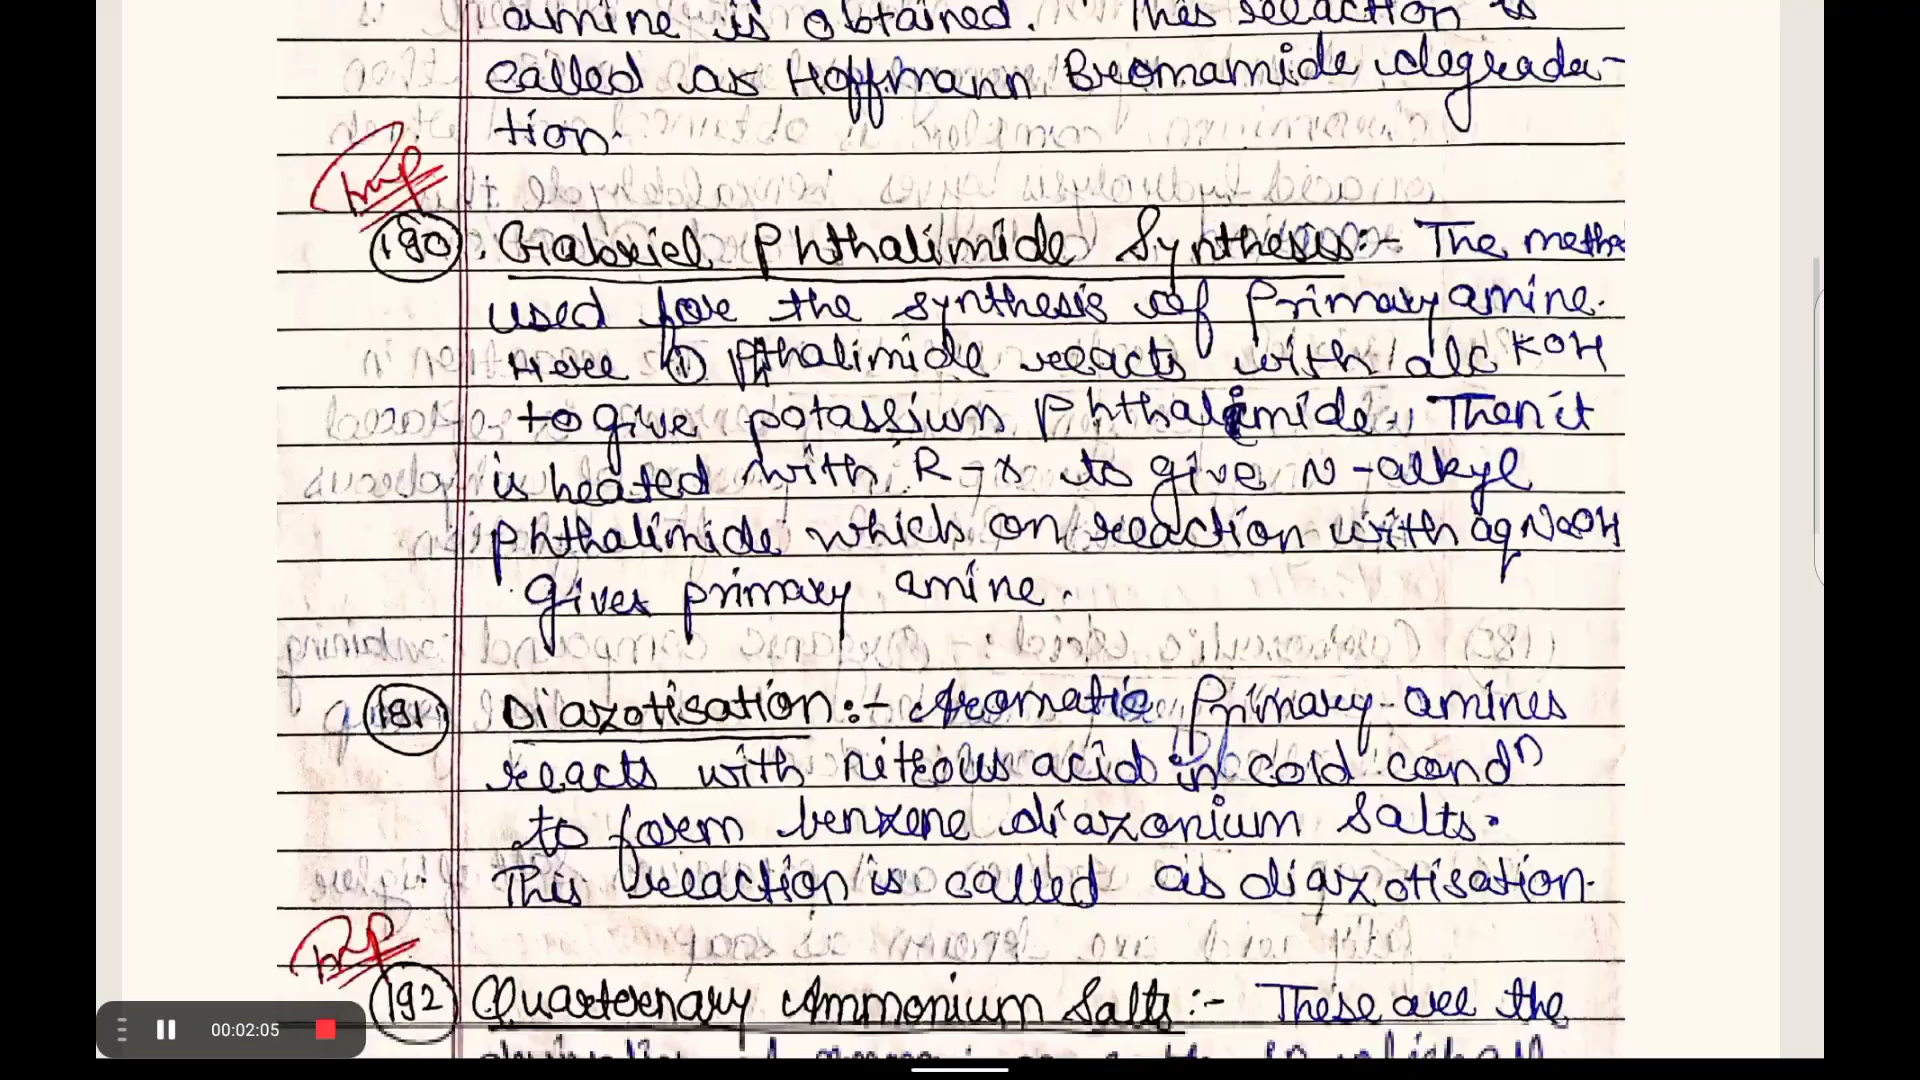 amine is obtained. This reaction is
called as Hoffmann Bromamide degrada-
tion.
Imp
190. Gabriel Phthalimide Synthesis:- The metho
used for the synthesis of Primary amine.
Here ① Phthalimide reacts with alc KOH
to give potassium Phthalimide. Then it
is heated with R-X to give N-alkyl
phthalimide which on reaction with aq NaOH
gives primary amine.
191 Diazotisation:- Aromatic Primary amines
reacts with nitrous acid in cold condn
to form benzene diazonium salts.
This reaction is called as diazotisation.
Imp
192 Quarternary Ammonium Salts:- These are the
00:02:05